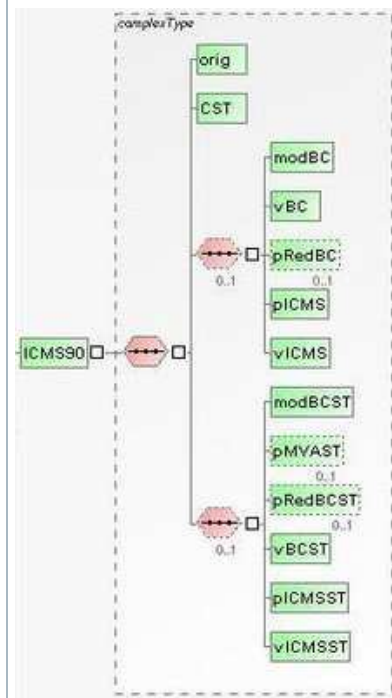 complexType
orig
CST
modBC
vBC
pRedBC
0..1
0..1
pICMS
vICMS
ICMS90
modBCST
pMVAST
0..1
pRedBCST
0..1
0..1
vBCST
pICMSST
vICMSST